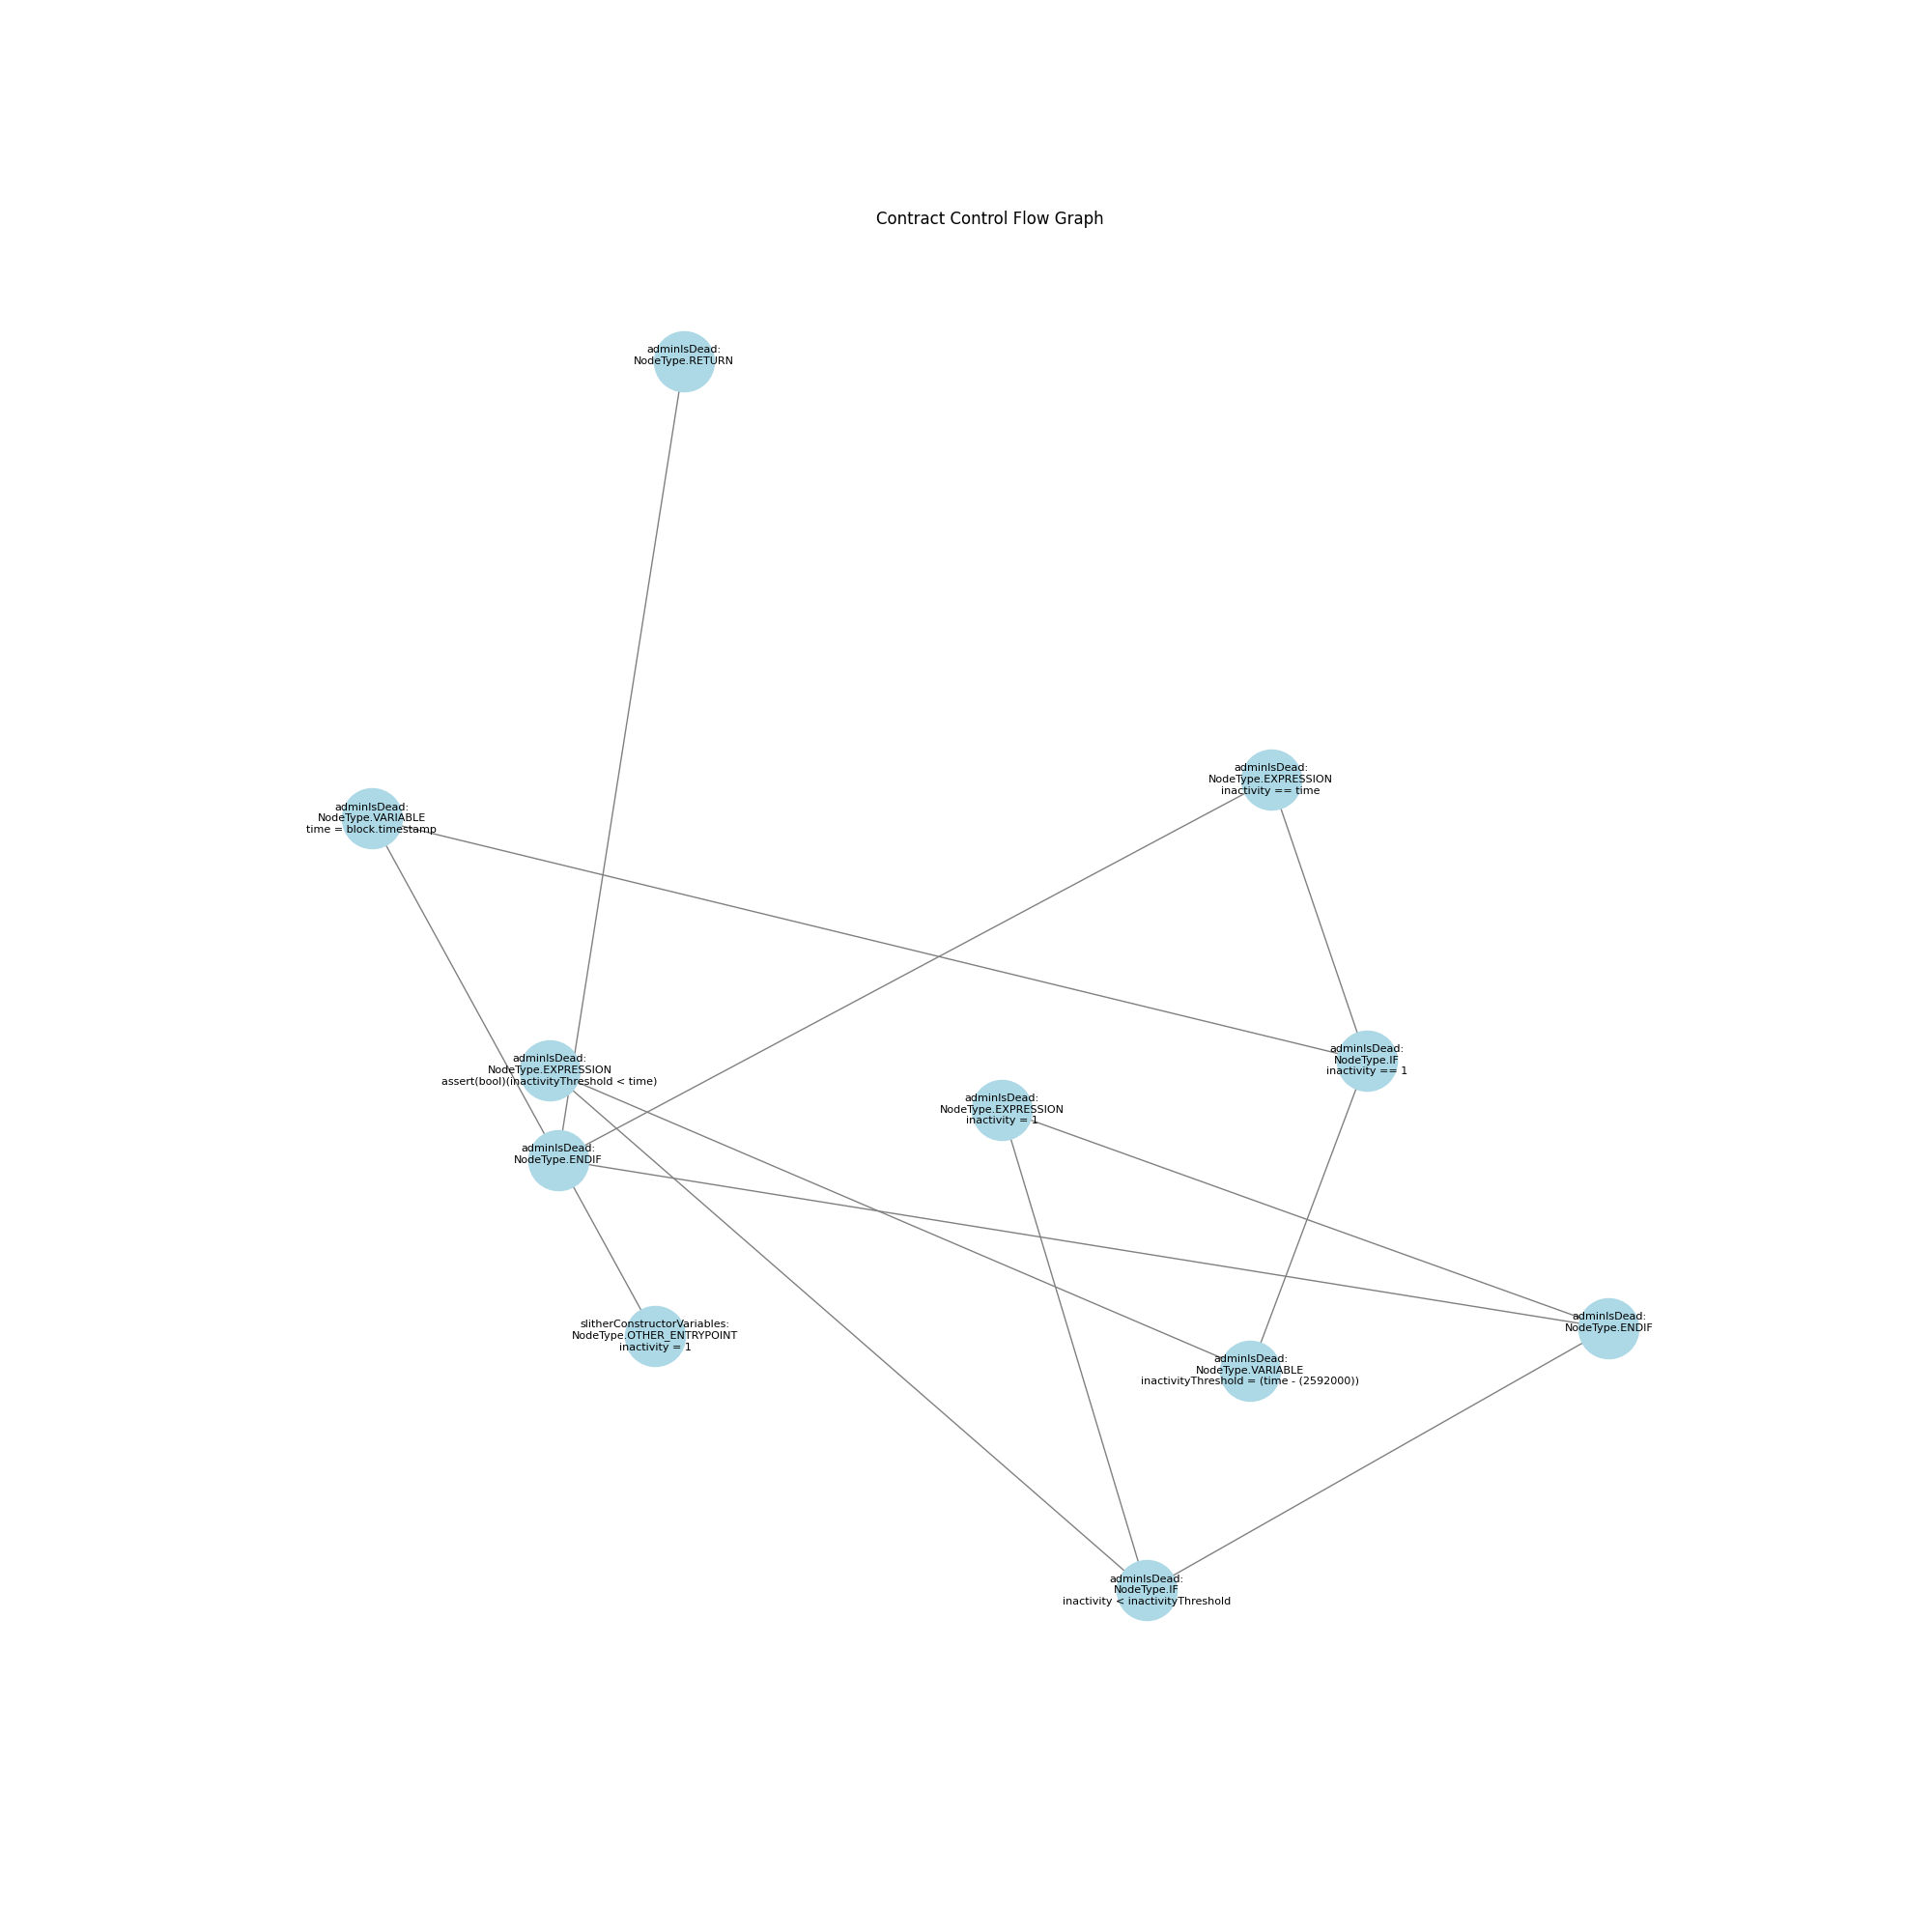 Contract Control Flow Graph
adminIsDead:
NodeType.RETURN
adminIsDead:
NodeType.EXPRESSION
inactivity == time
adminIsDead:
NodeType.VARIABLE
time = block.timestamp
adminIsDead:
NodeType.IF
inactivity == 1
adminIsDead:
NodeType.EXPRESSION
assert(bool)(inactivityThreshold < time)
adminIsDead:
NodeType.EXPRESSION
inactivity = 1
adminIsDead:
NodeType.ENDIF
adminIsDead:
NodeType.ENDIF
slitherConstructorVariables:
NodeType.OTHER_ENTRYPOINT
inactivity = 1
adminIsDead:
NodeType.VARIABLE
inactivityThreshold = (time - (2592000))
adminIsDead:
NodeType.IF
inactivity < inactivityThreshold